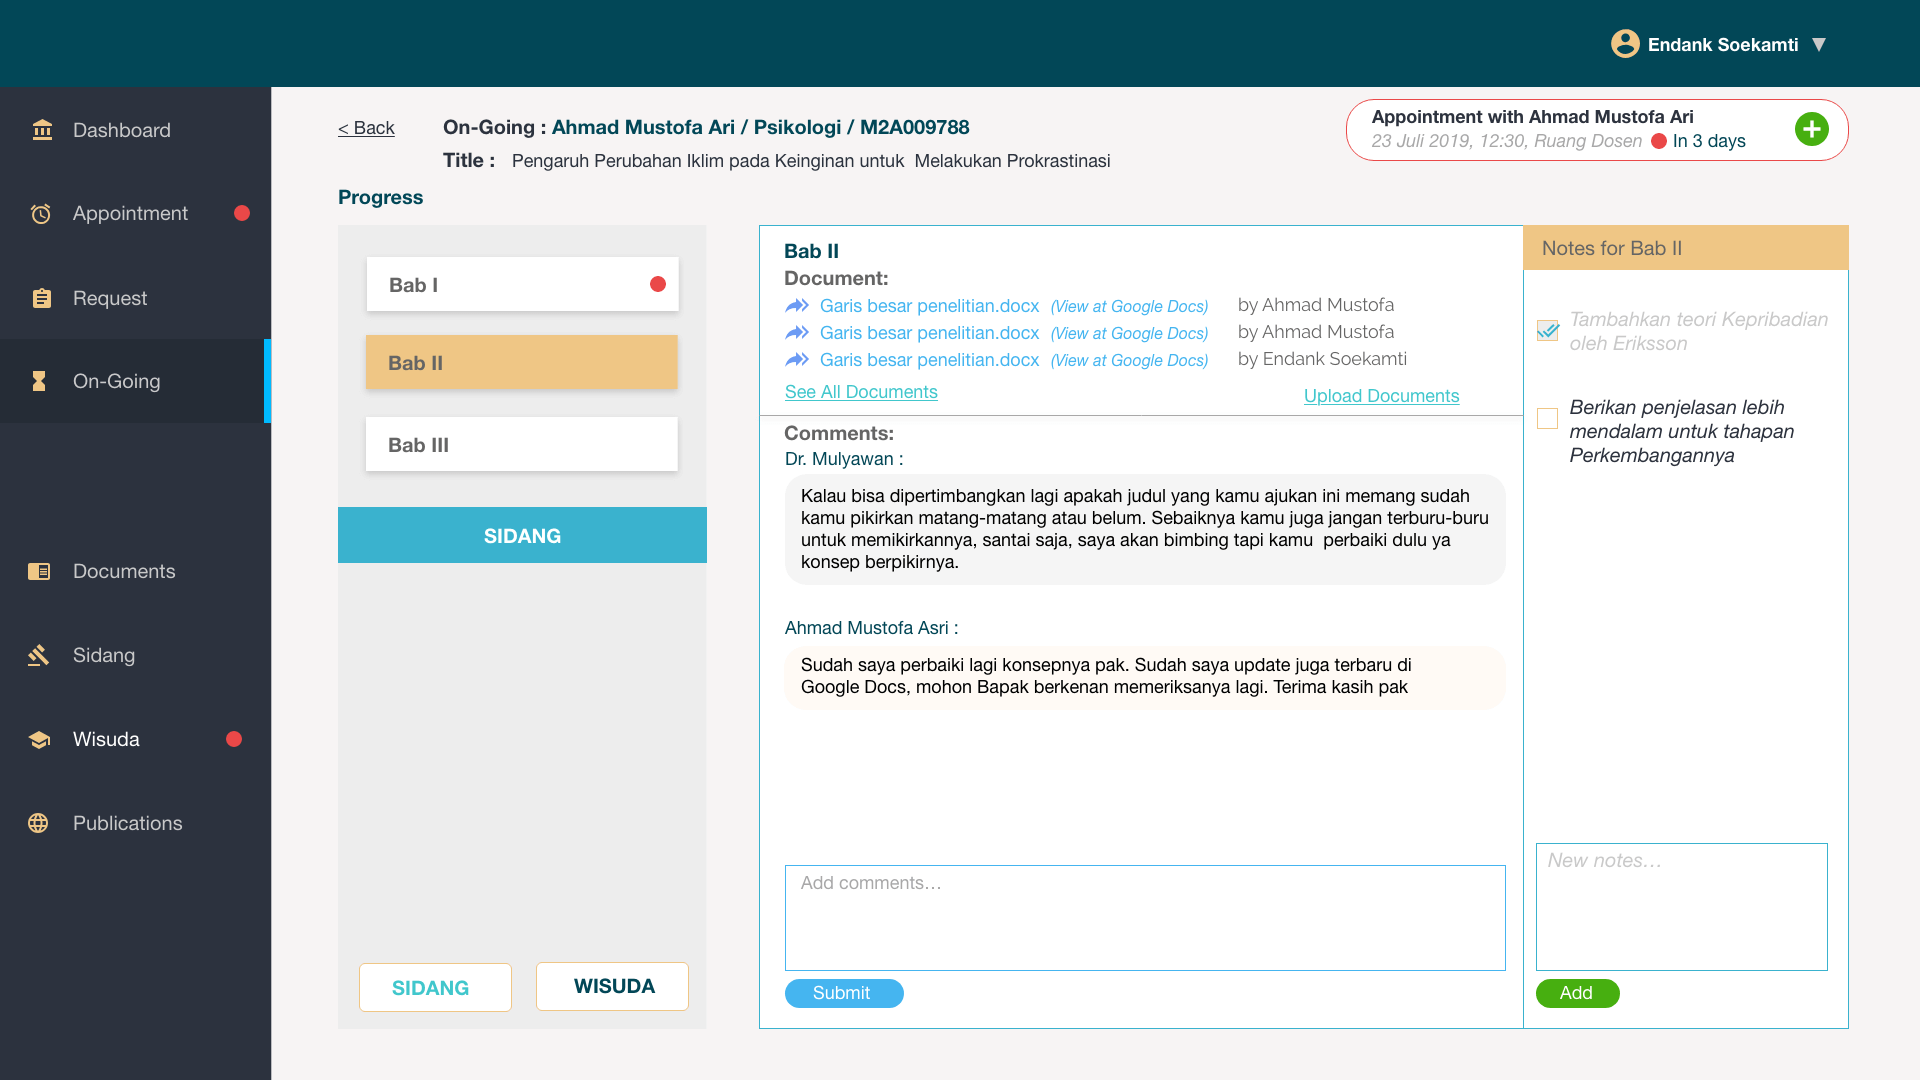 Endank Soekamti ▼
Dashboard
Appointment
Request
On-Going
Documents
Sidang
Wisuda
Publications
< Back
On-Going : Ahmad Mustofa Ari / Psikologi / M2A009788
Title : Pengaruh Perubahan Iklim pada Keinginan untuk Melakukan Prokrastinasi
Appointment with Ahmad Mustofa Ari
23 Juli 2019, 12:30, Ruang Dosen In 3 days
Progress
Bab I
Bab II
Bab III
SIDANG
SIDANG
WISUDA
Bab II
Document:
Garis besar penelitian.docx (View at Google Docs) by Ahmad Mustofa
Garis besar penelitian.docx (View at Google Docs) by Ahmad Mustofa
Garis besar penelitian.docx (View at Google Docs) by Endank Soekamti
See All Documents
Upload Documents
Comments:
Dr. Mulyawan :
Kalau bisa dipertimbangkan lagi apakah judul yang kamu ajukan ini memang sudah
kamu pikirkan matang-matang atau belum. Sebaiknya kamu juga jangan terburu-buru
untuk memikirkannya, santai saja, saya akan bimbing tapi kamu perbaiki dulu ya
konsep berpikirnya.
Ahmad Mustofa Asri :
Sudah saya perbaiki lagi konsepnya pak. Sudah saya update juga terbaru di
Google Docs, mohon Bapak berkenan memeriksanya lagi. Terima kasih pak
Add comments…
Submit
Notes for Bab II
Tambahkan teori Kepribadian
oleh Eriksson
Berikan penjelasan lebih
mendalam untuk tahapan
Perkembangannya
New notes…
Add